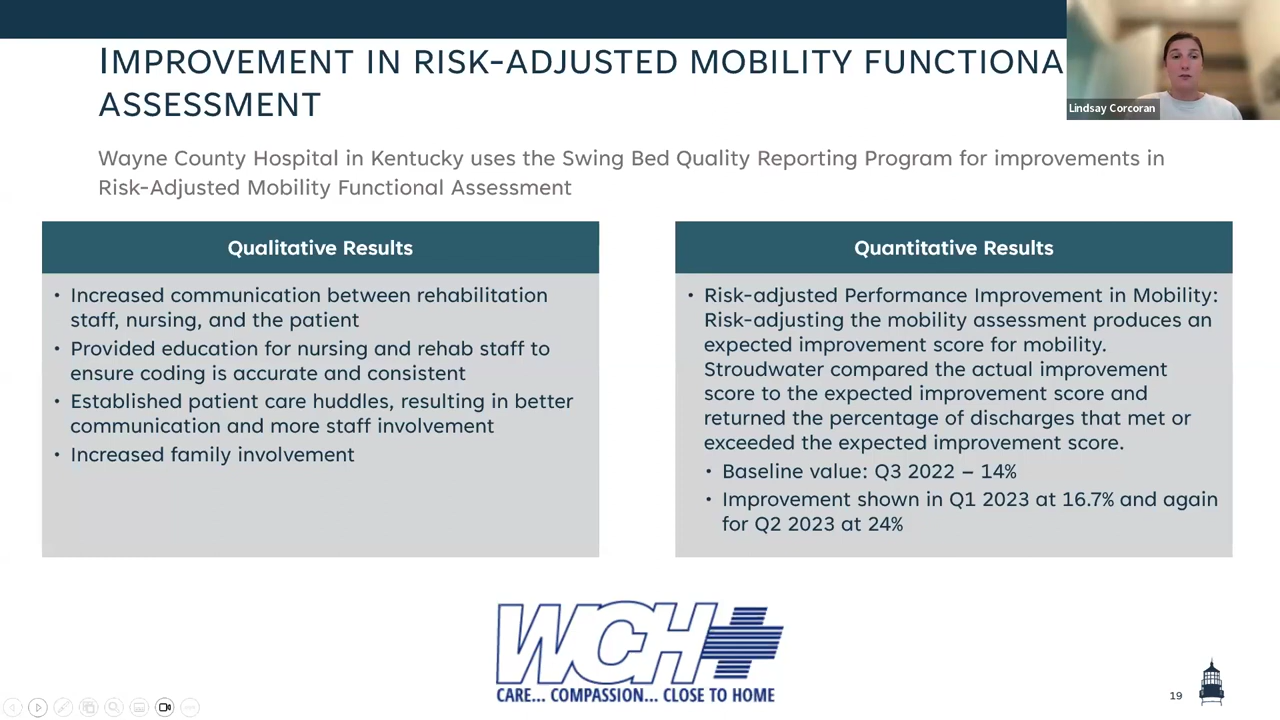 IMPROVEMENT IN RISK-ADJUSTED MOBILITY FUNCTIONA
ASSESSMENT
Lindsay Corcoran
Wayne County Hospital in Kentucky uses the Swing Bed Quality Reporting Program for improvements in
Risk-Adjusted Mobility Functional Assessment
Qualitative Results
• Increased communication between rehabilitation
staff, nursing, and the patient
• Provided education for nursing and rehab staff to
ensure coding is accurate and consistent
• Established patient care huddles, resulting in better
communication and more staff involvement
• Increased family involvement
Quantitative Results
• Risk-adjusted Performance Improvement in Mobility:
Risk-adjusting the mobility assessment produces an
expected improvement score for mobility.
Stroudwater compared the actual improvement
score to the expected improvement score and
returned the percentage of discharges that met or
exceeded the expected improvement score.
• Baseline value: Q3 2022 – 14%
• Improvement shown in Q1 2023 at 16.7% and again
for Q2 2023 at 24%
WCH
CARE... COMPASSION... CLOSE TO HOME
19